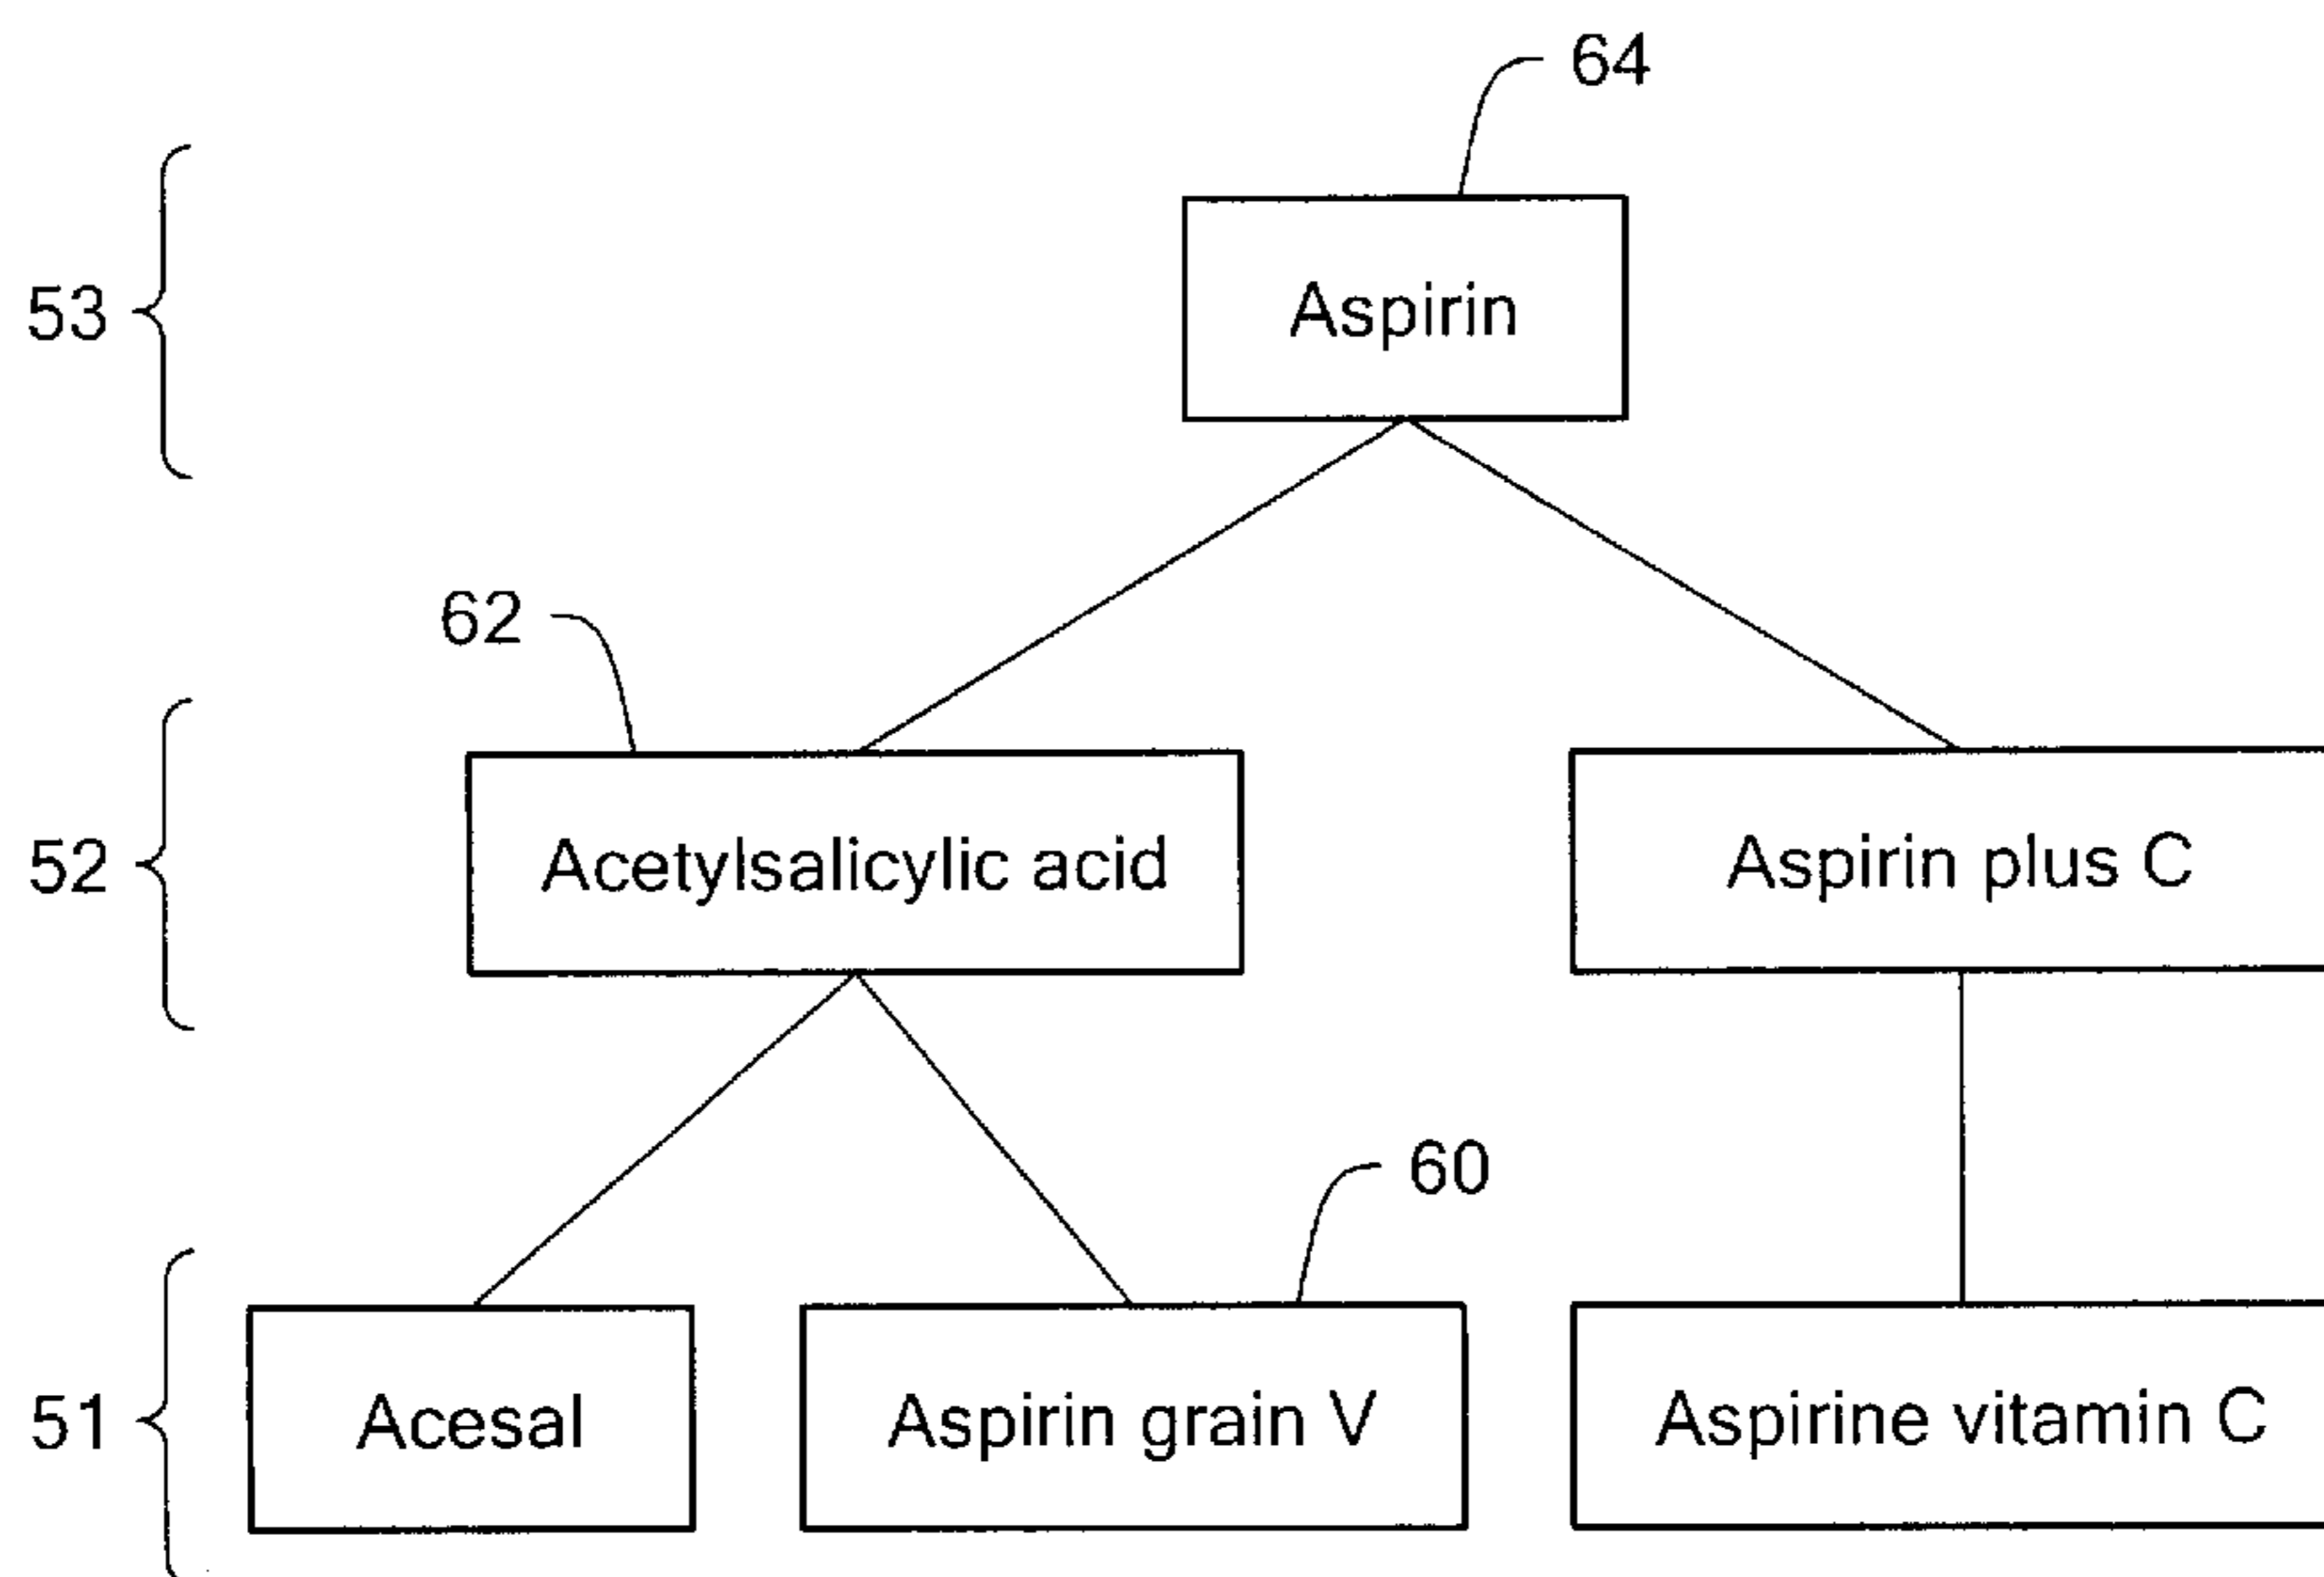 64
53
Aspirin
62
52
Acetylsalicylic acid
Aspirin plus C
60
51
Acesal
Aspirin grain V
Aspirine vitamin C